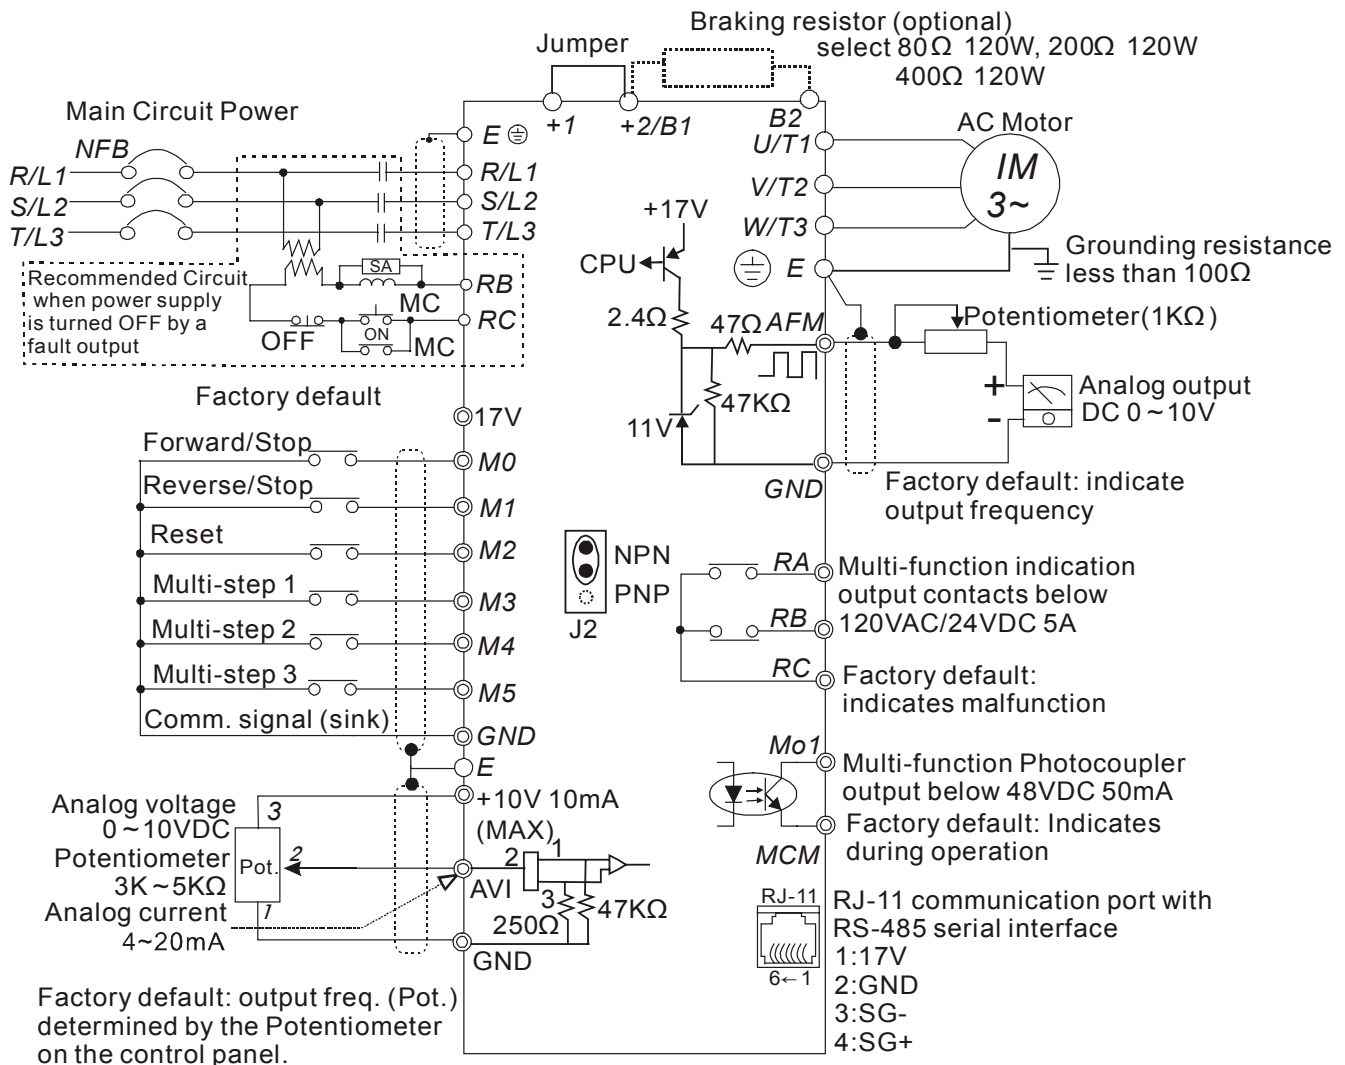 Braking resistor (optional)
select 80Ω 120W, 200Ω 120W
400Ω 120W
Jumper
+1
+2/B1
B2
Main Circuit Power
NFB
R/L1
S/L2
T/L3
E
R/L1
S/L2
T/L3
Recommended Circuit
when power supply
is turned OFF by a
fault output
SA
MC
OFF
ON
MC
RB
RC
U/T1
V/T2
W/T3
E
AC Motor
IM
3~
Grounding resistance
less than 100Ω
+17V
CPU
2.4Ω
47Ω
AFM
47KΩ
11V
GND
Potentiometer(1KΩ)
+
-
Analog output
DC 0~10V
Factory default: indicate
output frequency
Factory default
17V
Forward/Stop
M0
Reverse/Stop
M1
Reset
M2
Multi-step 1
M3
Multi-step 2
M4
Multi-step 3
M5
Comm. signal (sink)
GND
E
NPN
PNP
J2
RA
RB
RC
Multi-function indication
output contacts below
120VAC/24VDC 5A
Factory default:
indicates malfunction
Mo1
MCM
Multi-function Photocoupler
output below 48VDC 50mA
Factory default: Indicates
during operation
Analog voltage
0~10VDC
Potentiometer
3K~5KΩ
Analog current
4~20mA
3
2
1
Pot.
+10V 10mA
(MAX)
AVI
2
1
3
250Ω
47KΩ
GND
RJ-11
6←1
RJ-11 communication port with
RS-485 serial interface
1:17V
2:GND
3:SG-
4:SG+
Factory default: output freq. (Pot.)
determined by the Potentiometer
on the control panel.